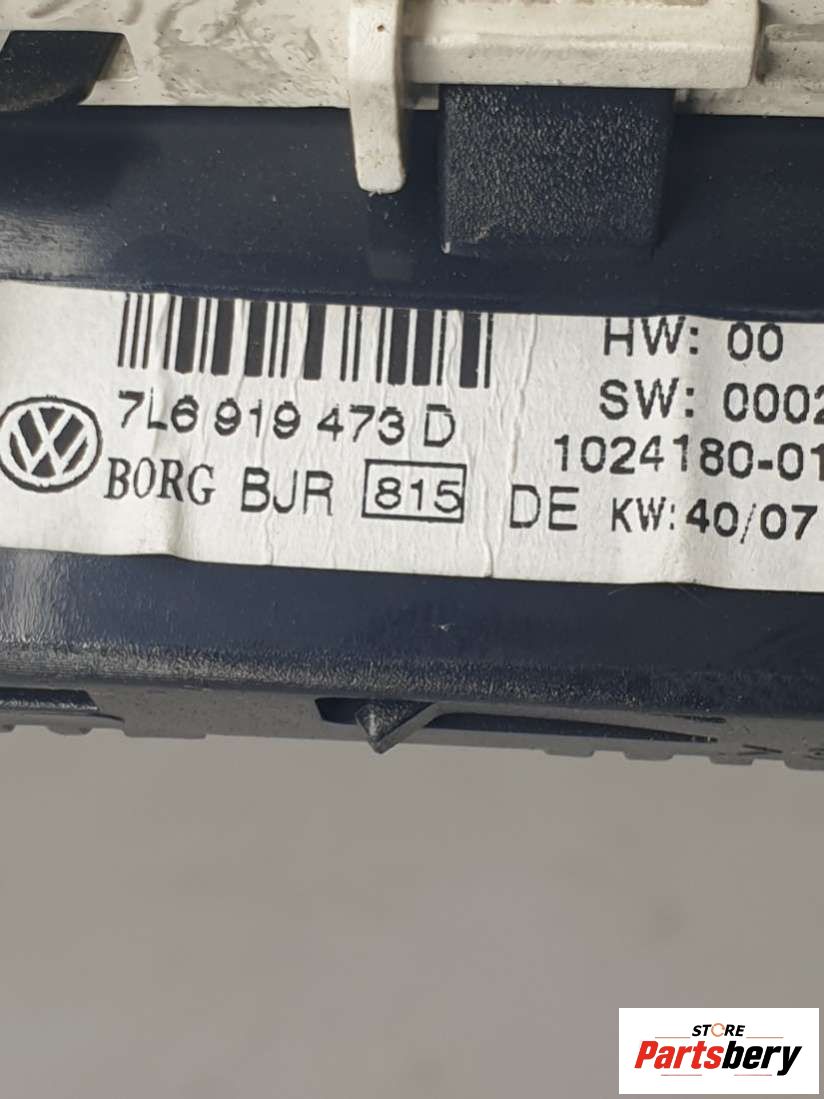 HW: 00
SW: 0002
7L6 919 473 D
1024180-01
BORG BJR 815 DE KW: 40/07
STORE
Partsbery